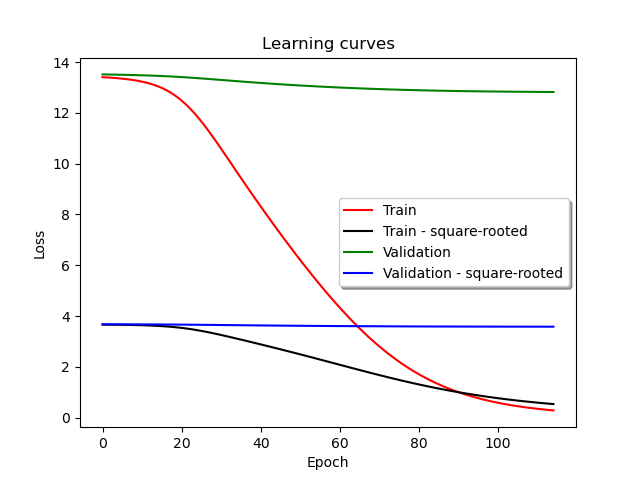 Learning curves
14
12
10
8
6
4
2
0
Loss
Train
Train - square-rooted
Validation
Validation - square-rooted
0 20 40 60 80 100
Epoch